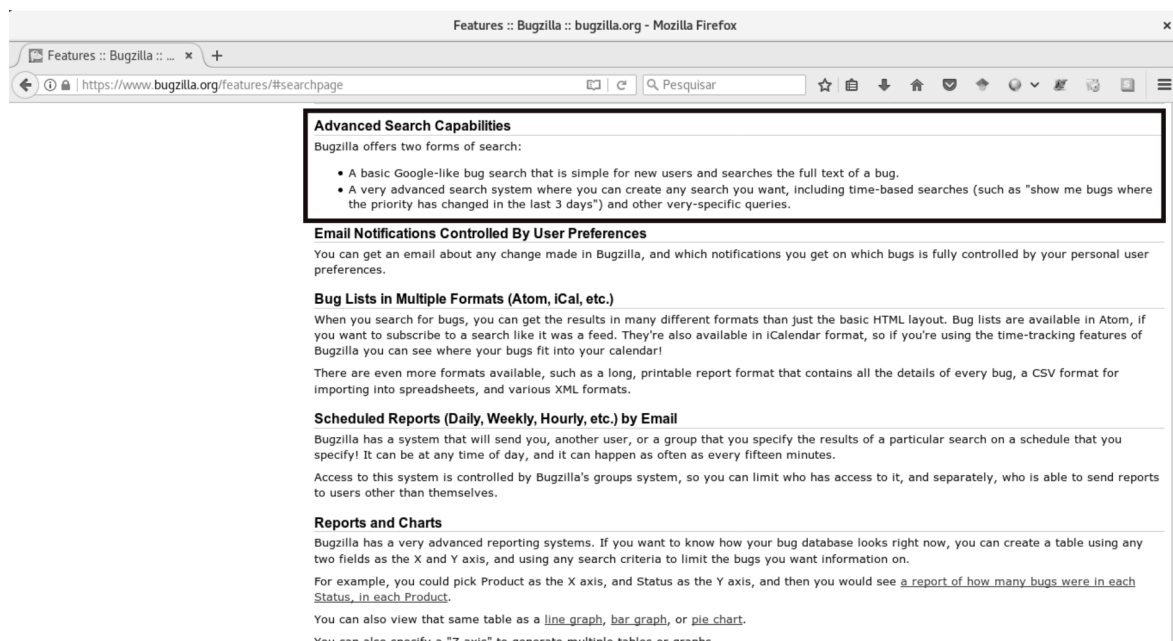 Features :: Bugzilla :: bugzilla.org - Mozilla Firefox
Features :: Bugzilla :: ...
https://www.bugzilla.org/features/#searchpage
Pesquisar
Advanced Search Capabilities
Bugzilla offers two forms of search:
• A basic Google-like bug search that is simple for new users and searches the full text of a bug.
• A very advanced search system where you can create any search you want, including time-based searches (such as "show me bugs where
the priority has changed in the last 3 days") and other very-specific queries.
Email Notifications Controlled By User Preferences
You can get an email about any change made in Bugzilla, and which notifications you get on which bugs is fully controlled by your personal user
preferences.
Bug Lists in Multiple Formats (Atom, iCal, etc.)
When you search for bugs, you can get the results in many different formats than just the basic HTML layout. Bug lists are available in Atom, if
you want to subscribe to a search like it was a feed. They're also available in iCalendar format, so if you're using the time-tracking features of
Bugzilla you can see where your bugs fit into your calendar!
There are even more formats available, such as a long, printable report format that contains all the details of every bug, a CSV format for
importing into spreadsheets, and various XML formats.
Scheduled Reports (Daily, Weekly, Hourly, etc.) by Email
Bugzilla has a system that will send you, another user, or a group that you specify the results of a particular search on a schedule that you
specify! It can be at any time of day, and it can happen as often as every fifteen minutes.
Access to this system is controlled by Bugzilla's groups system, so you can limit who has access to it, and separately, who is able to send reports
to users other than themselves.
Reports and Charts
Bugzilla has a very advanced reporting systems. If you want to know how your bug database looks right now, you can create a table using any
two fields as the X and Y axis, and using any search criteria to limit the bugs you want information on.
For example, you could pick Product as the X axis, and Status as the Y axis, and then you would see a report of how many bugs were in each
Status, in each Product.
You can also view that same table as a line graph, bar graph, or pie chart.
You can also specify a "Z axis" to generate multiple tables or graphs.